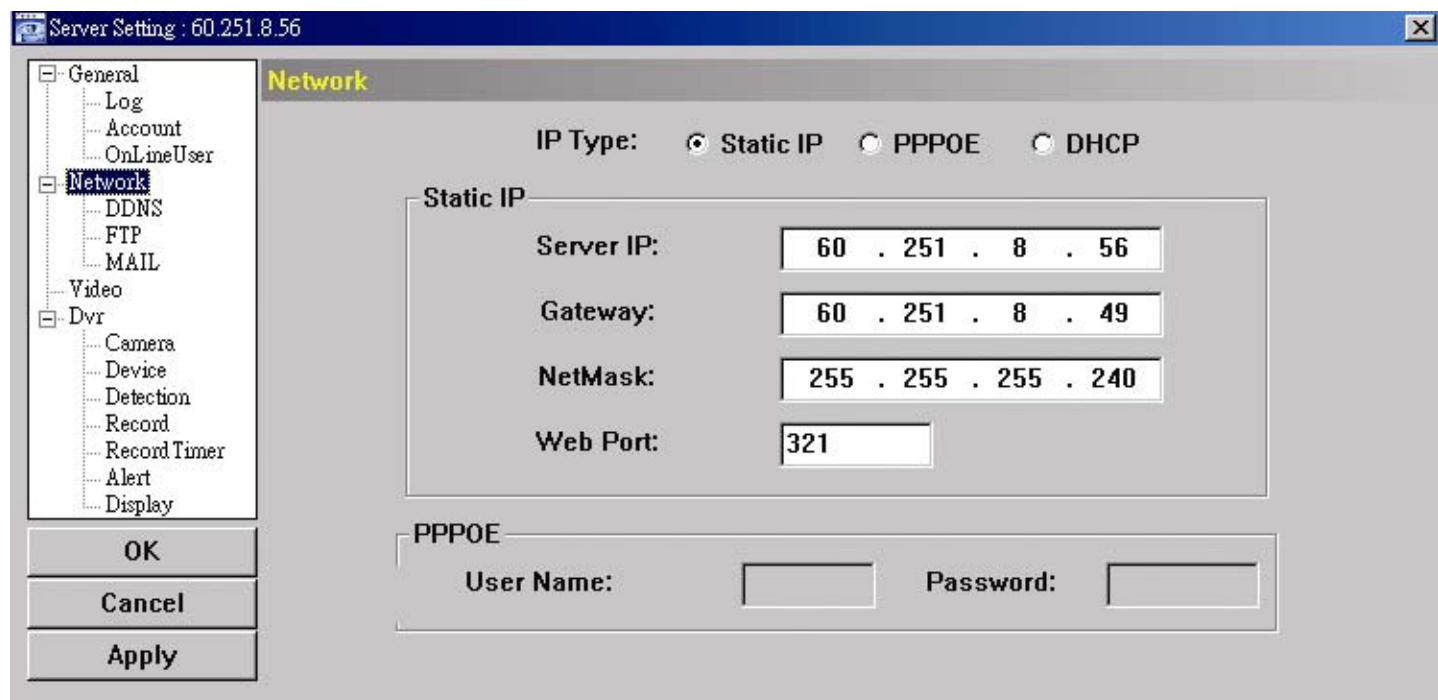 Server Setting : 60.251.8.56
General
Log
Account
OnLineUser
Network
DDNS
FTP
MAIL
Video
Dvr
Camera
Device
Detection
Record
Record Timer
Alert
Display
OK
Cancel
Apply
Network
IP Type: Static IP PPPOE DHCP
Static IP
Server IP: 60 . 251 . 8 . 56
Gateway: 60 . 251 . 8 . 49
NetMask: 255 . 255 . 255 . 240
Web Port: 321
PPPOE
User Name: Password: